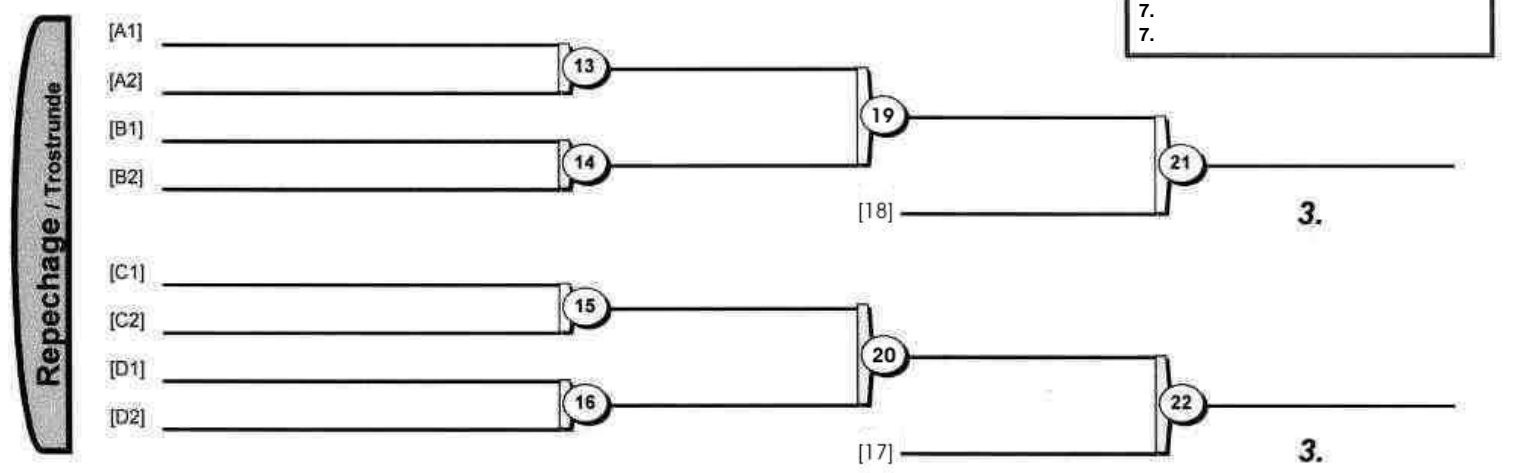 7.
7.
Repechage / Trostrunde
[A1]
13
[A2]
19
[B1]
14
21
[B2]
[18]
3.
[C1]
15
[C2]
20
[D1]
16
22
[D2]
[17]
3.